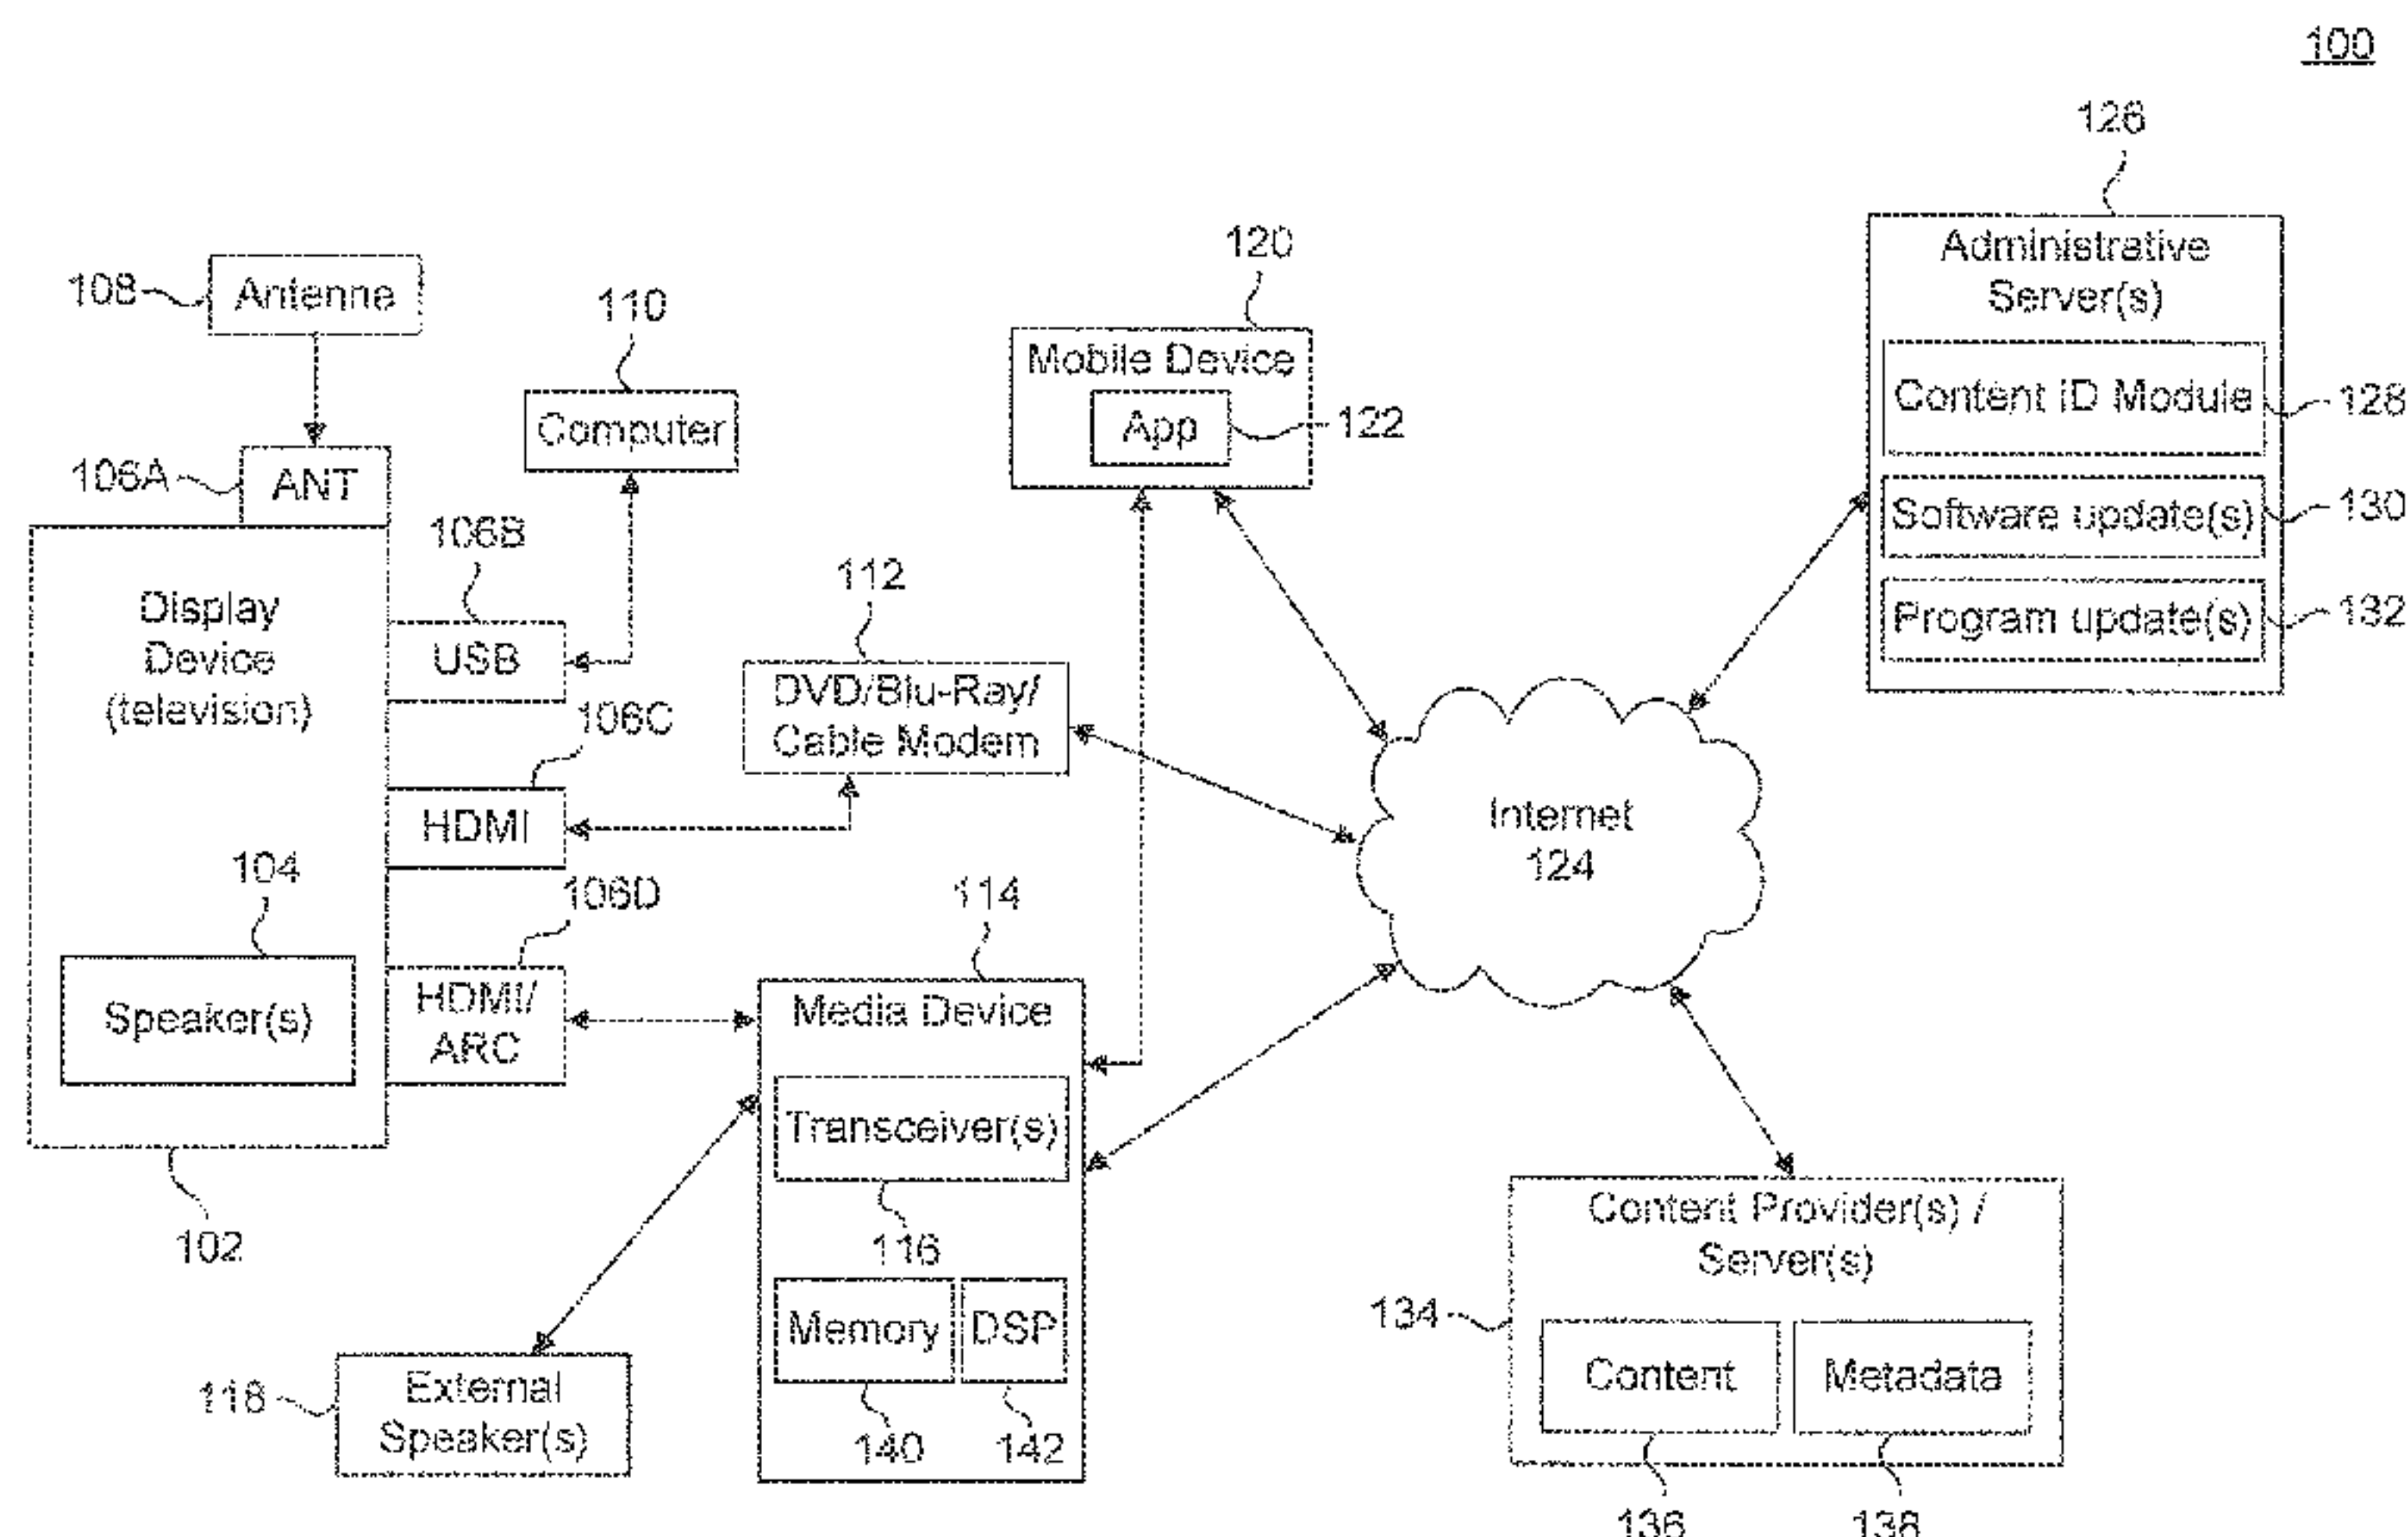 100
126
Administrative
Server(s)
Content ID Module
128
Software update(s)
130
Program update(s)
132
120
Mobile Device
App
122
108
Antenne
110
Computer
106A
ANT
106B
USB
Display
Device
(television)
112
DVD/Blu-Ray/
Cable Modem
106C
HDMI
Internet
124
104
Speaker(s)
106D
HDMI/
ARC
102
114
Media Device
Transceiver(s)
116
Memory
DSP
140
142
118
External
Speaker(s)
134
Content Provider(s) /
Server(s)
Content
Metadata
136
138